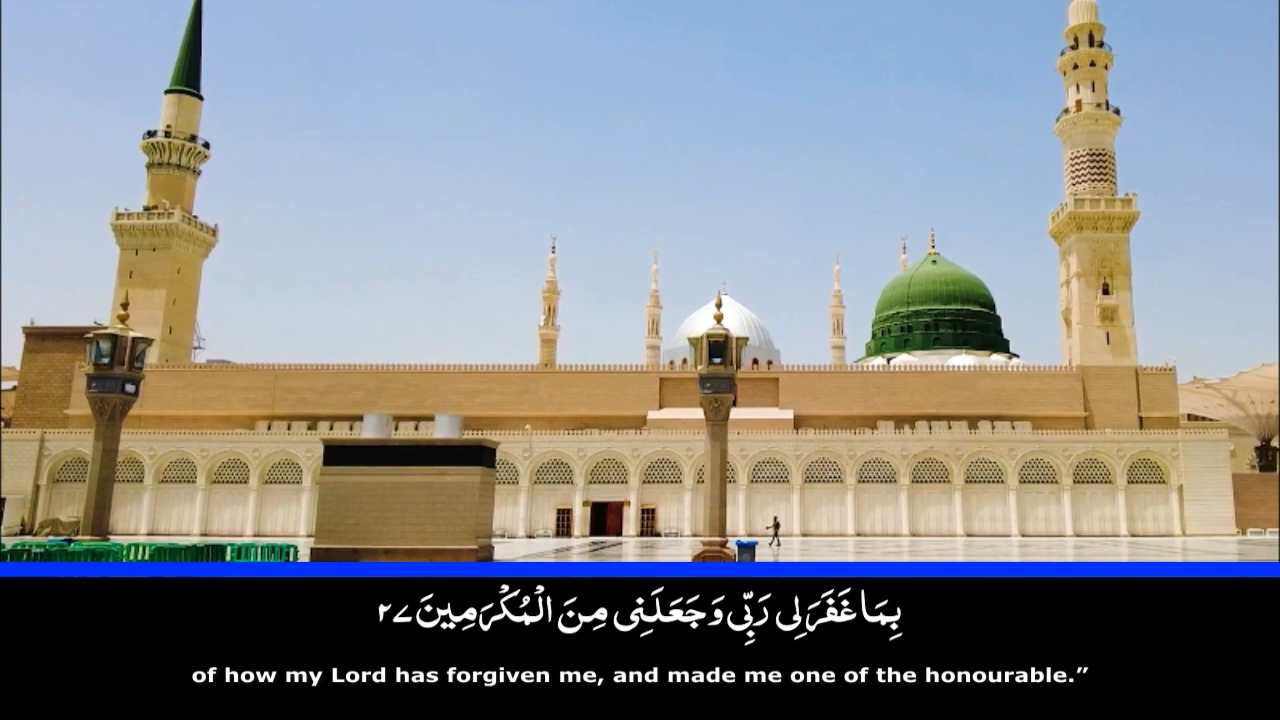 بِمَا غَفَرَلِى رَبِّى وَجَعَلَنِى مِنَ الْمُكْرَمِينَ ٢٧
of how my Lord has forgiven me, and made me one of the honourable.”